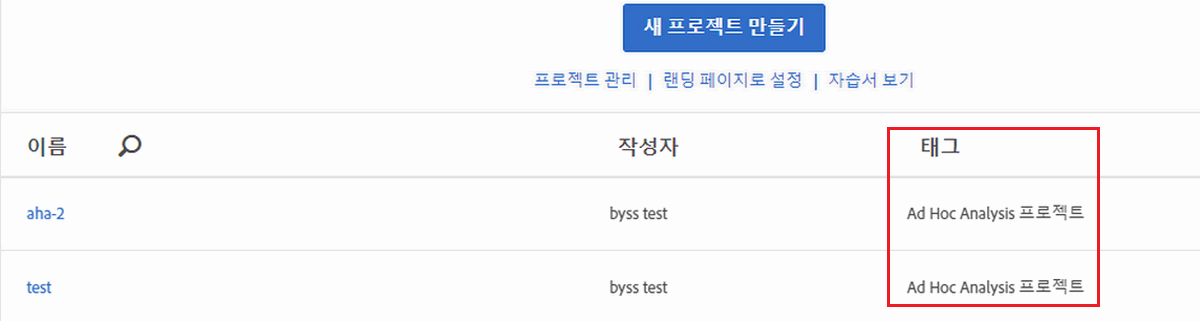 새 프로젝트 만들기
프로젝트 관리 | 랜딩 페이지로 설정 | 자습서 보기
이름 작성자 태그
aha-2 byss test Ad Hoc Analysis 프로젝트
test byss test Ad Hoc Analysis 프로젝트